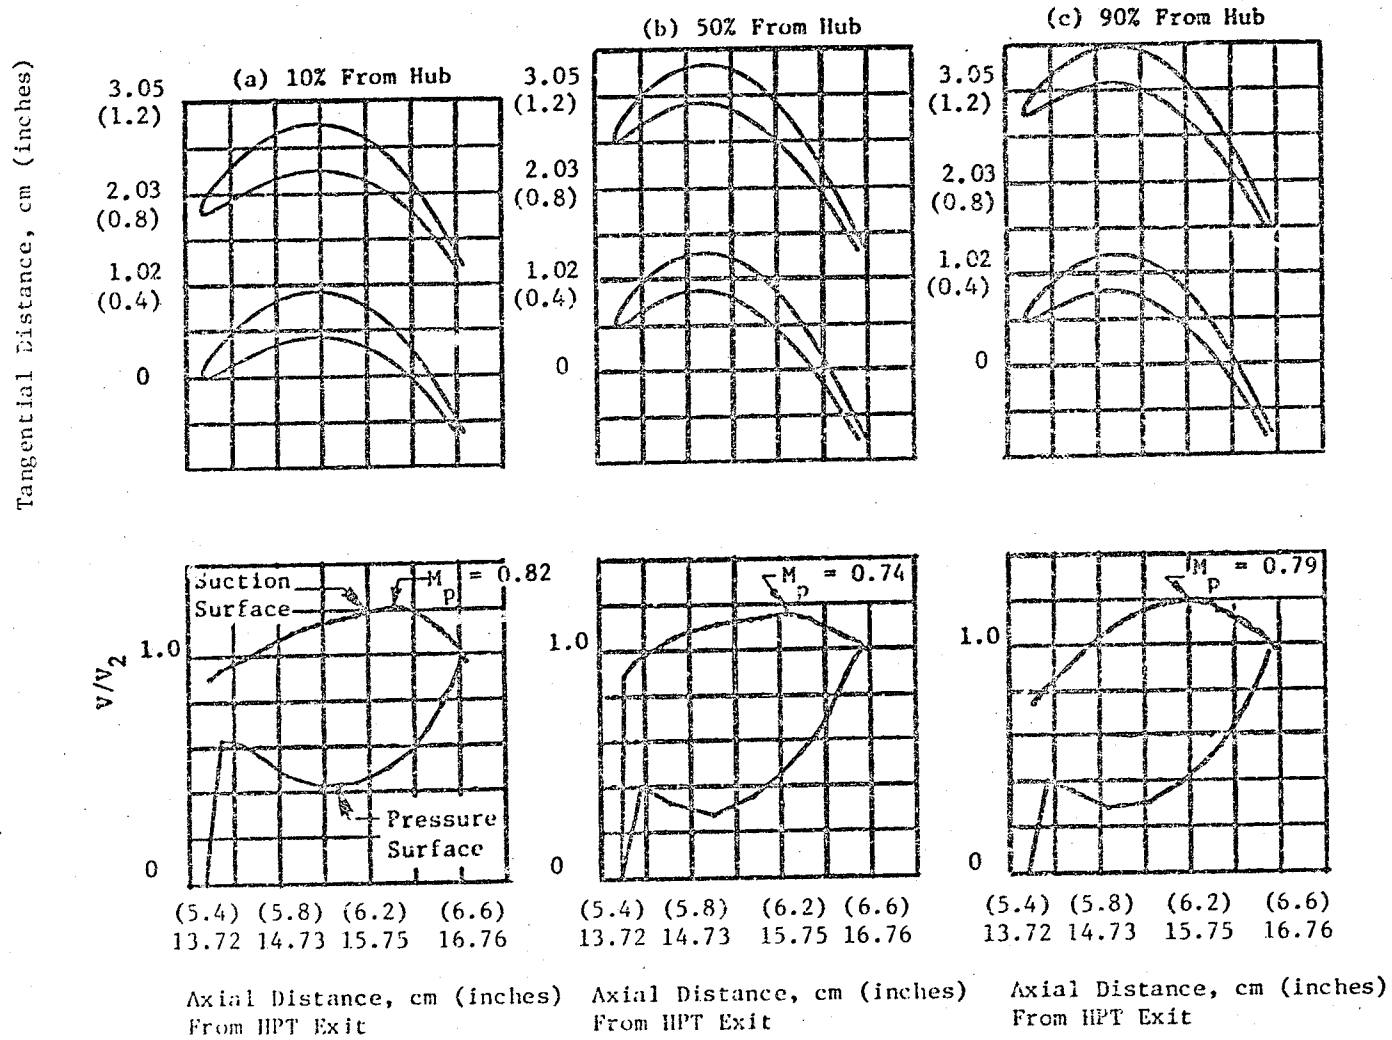 Tangential Distance, cm (inches)
(a) 10% From Hub
3.05
(1.2)
2.03
(0.8)
1.02
(0.4)
0
(b) 50% From Hub
3.05
(1.2)
2.03
(0.8)
1.02
(0.4)
0
(c) 90% From Hub
3.05
(1.2)
2.03
(0.8)
1.02
(0.4)
0
V/V2
1.0
0
Suction
Surface
Mp = 0.82
Pressure
Surface
(5.4) (5.8) (6.2) (6.6)
13.72 14.73 15.75 16.76
Axial Distance, cm (inches)
From HPT Exit
1.0
0
Mp = 0.74
(5.4) (5.8) (6.2) (6.6)
13.72 14.73 15.75 16.76
Axial Distance, cm (inches)
From HPT Exit
1.0
0
Mp = 0.79
(5.4) (5.8) (6.2) (6.6)
13.72 14.73 15.75 16.76
Axial Distance, cm (inches)
From HPT Exit